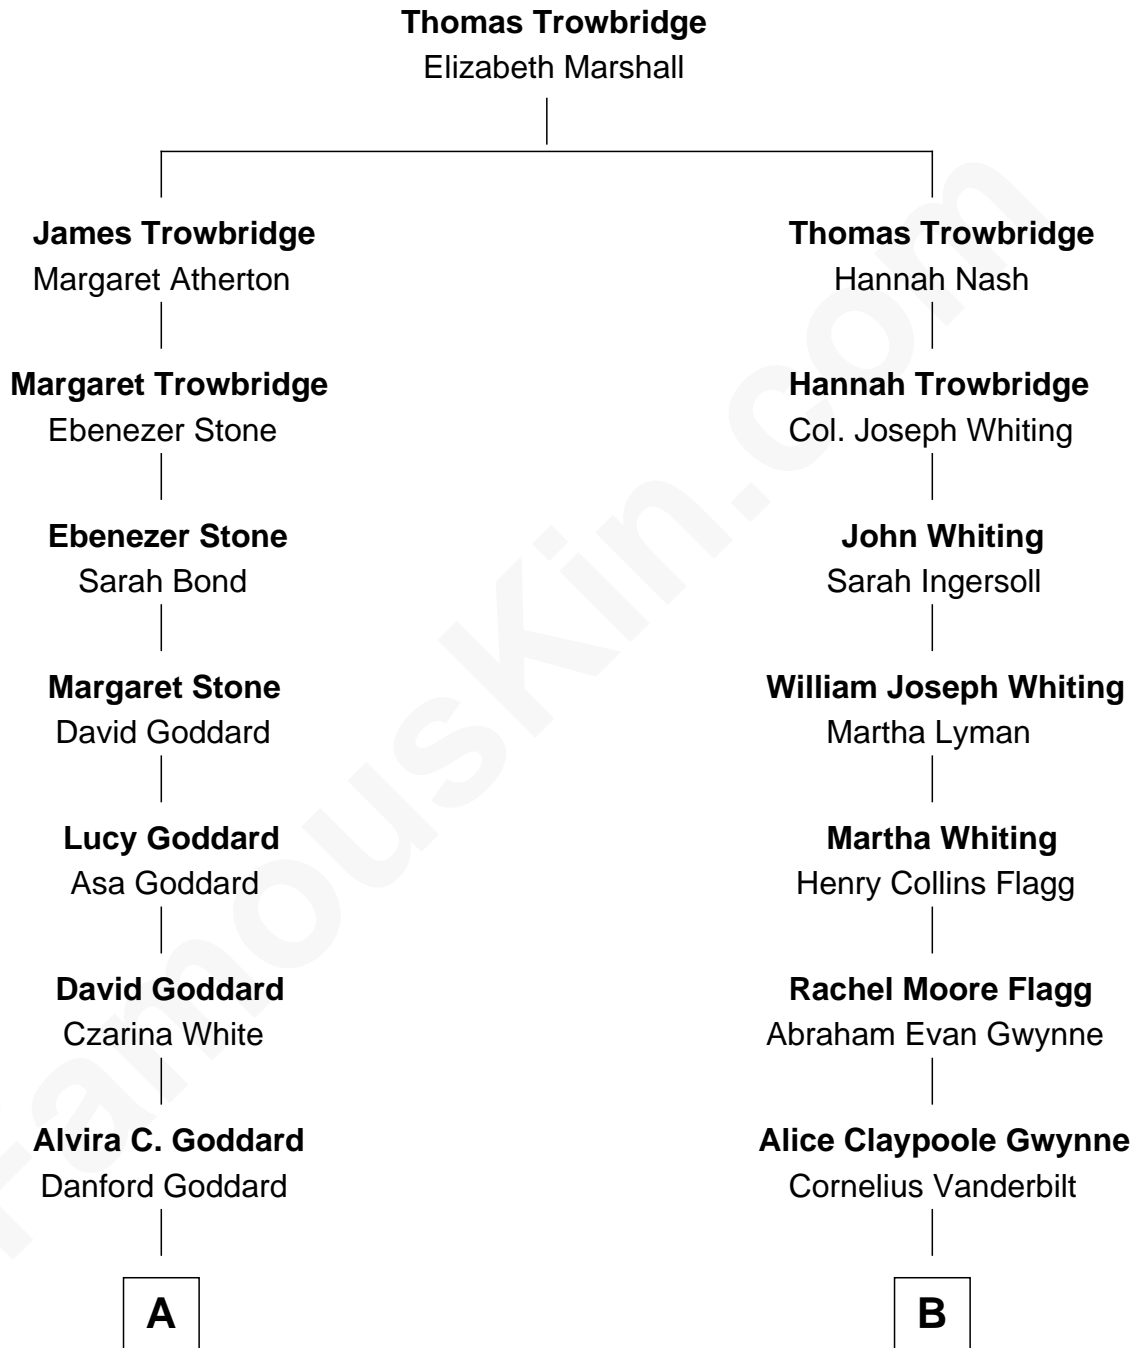 Thomas Trowbridge
Elizabeth Marshall
James Trowbridge
Margaret Atherton
Thomas Trowbridge
Hannah Nash
Margaret Trowbridge
Ebenezer Stone
Hannah Trowbridge
Col. Joseph Whiting
Ebenezer Stone
Sarah Bond
John Whiting
Sarah Ingersoll
Margaret Stone
David Goddard
William Joseph Whiting
Martha Lyman
Lucy Goddard
Asa Goddard
Martha Whiting
Henry Collins Flagg
David Goddard
Czarina White
Rachel Moore Flagg
Abraham Evan Gwynne
Alvira C. Goddard
Danford Goddard
Alice Claypoole Gwynne
Cornelius Vanderbilt
A
B
FamousKin.com